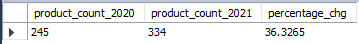 product_count_2020 product_count_2021 percentage_chg
245 334 36.3265